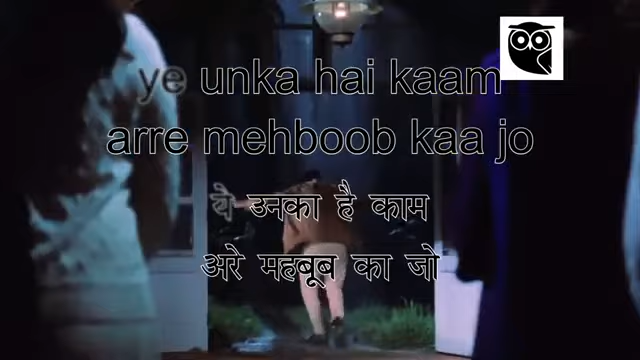 ye unka hai kaam
arre mehboob kaa jo
ये उनका है काम
अरे महबूब का जो